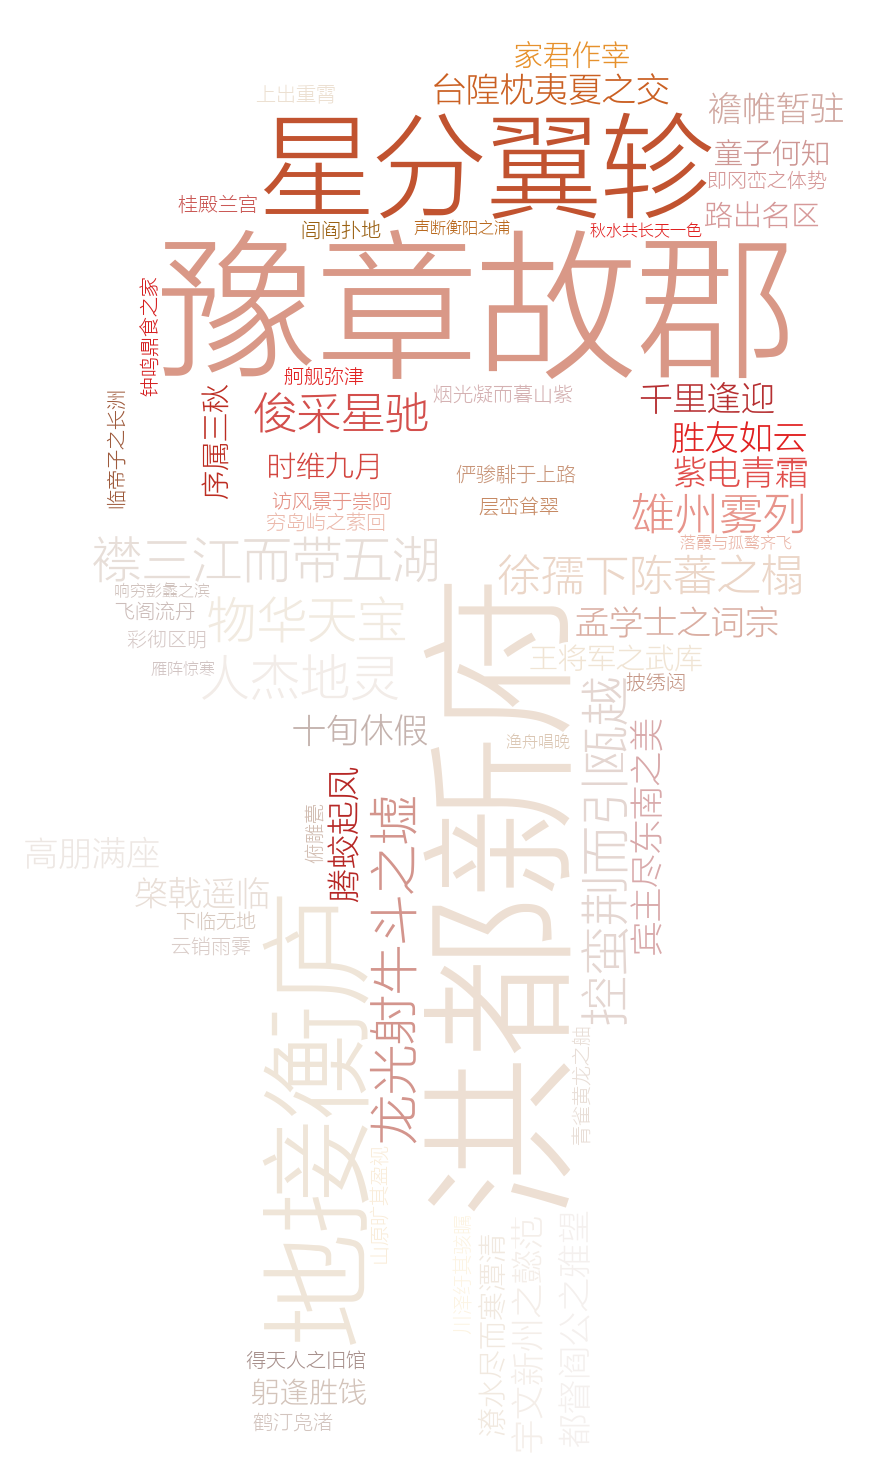 家君作宰
台隍枕夷夏之交
上出重霄
襜帷暂驻
星分翼轸
童子何知
即冈峦之体势
桂殿兰宫
路出名区
闾阎扑地
声断衡阳之浦
秋水共长天一色
豫章故郡
钟鸣鼎食之家
舸舰弥津
烟光凝而暮山紫
千里逢迎
临帝子之长洲
序属三秋
俊采星驰
胜友如云
时维九月
俨骖騑于上路
紫电青霜
访风景于崇阿
层峦耸翠
雄州雾列
穷岛屿之萦回
落霞与孤鹜齐飞
襟三江而带五湖
徐孺下陈蕃之榻
响穷彭蠡之滨
飞阁流丹
物华天宝
孟学士之词宗
彩彻区明
王将军之武库
雁阵惊寒
人杰地灵
披绣闼
十旬休假
渔舟唱晚
洪都新府
控蛮荆而引瓯越
宾主尽东南之美
俯雕甍
腾蛟起凤
龙光射牛斗之墟
高朋满座
棨戟遥临
下临无地
云销雨霁
地接衡庐
青雀黄龙之舳
山原旷其盈视
川泽纡其骇瞩
潦水尽而寒潭清
宇文新州之懿范
都督阎公之雅望
得天人之旧馆
躬逢胜饯
鹤汀凫渚